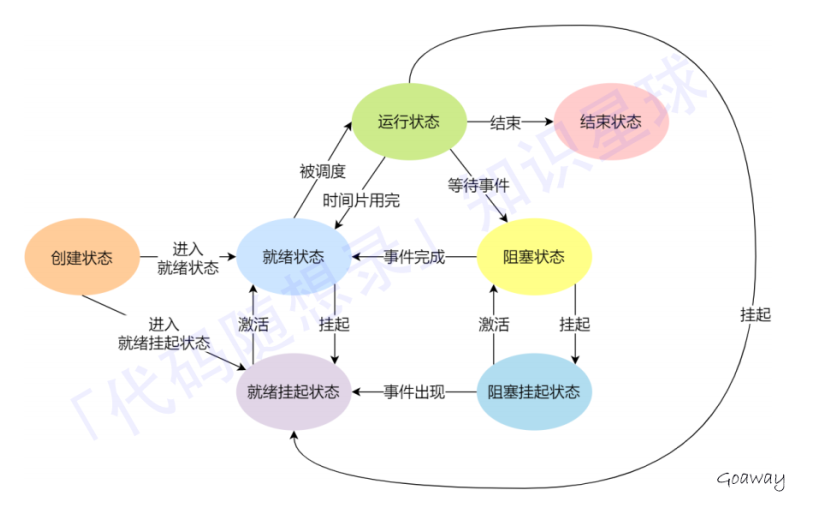 运行状态
结束
结束状态
被调度
时间片用完
等待事件
创建状态
进入
就绪状态
就绪状态
事件完成
阻塞状态
进入
就绪挂起状态
激活
挂起
激活
挂起
挂起
就绪挂起状态
事件出现
阻塞挂起状态
「代码随想录」知识星球
Goaway